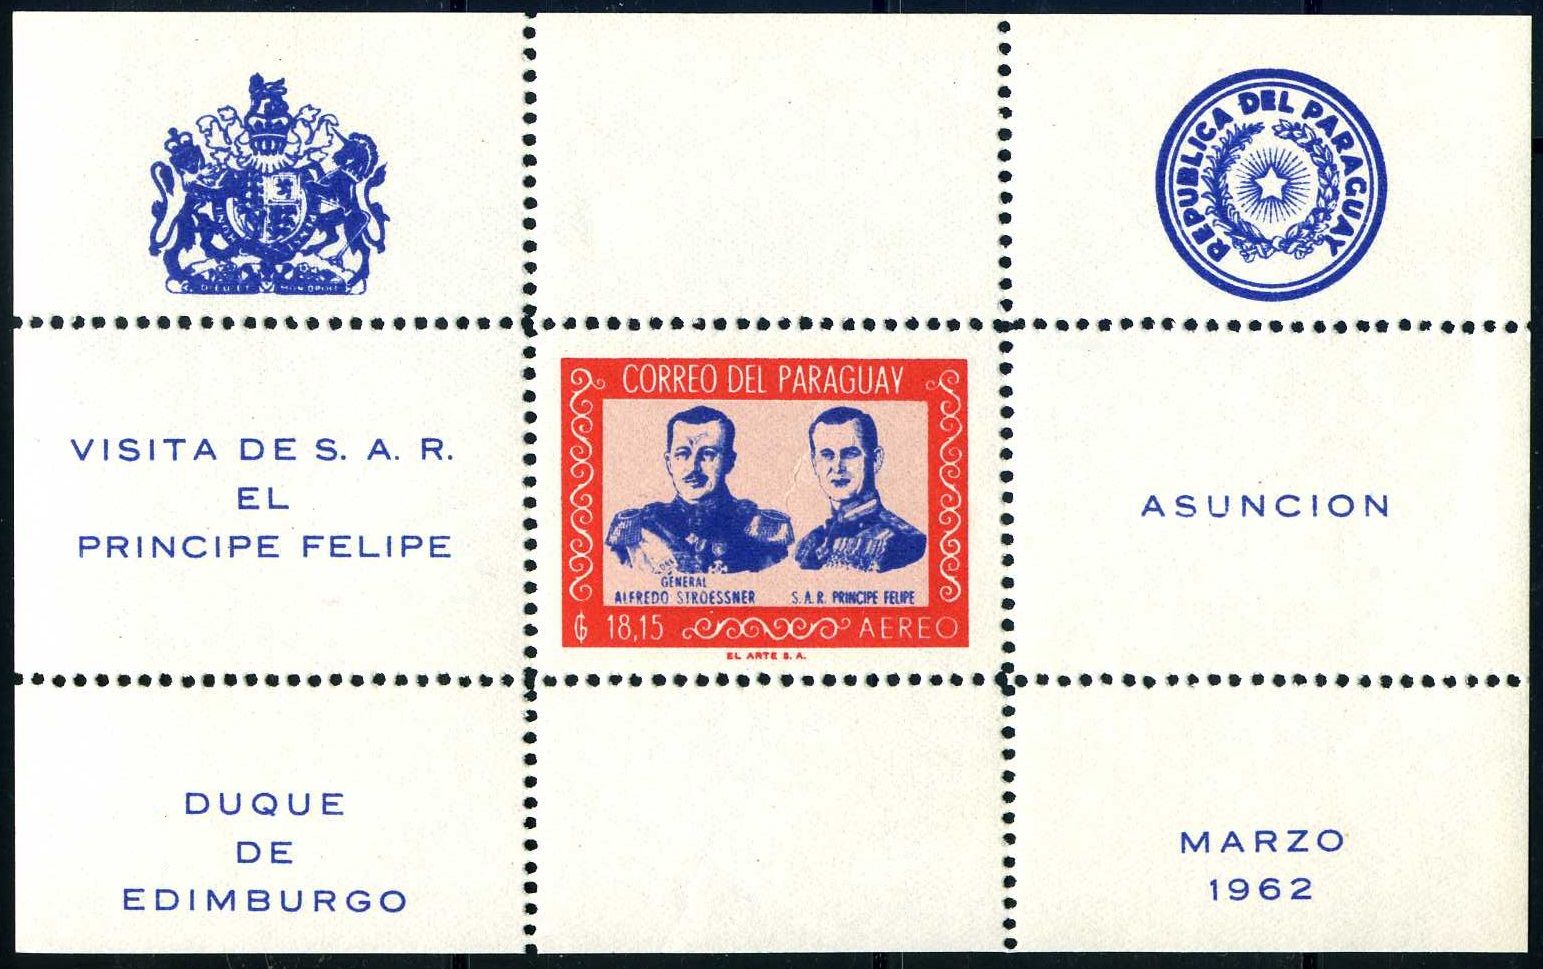 REPUBLICA DEL PARAGUAY
VISITA DE S. A. R.
EL
PRINCIPE FELIPE
CORREO DEL PARAGUAY
GENERAL
ALFREDO STROESSNER
S.A.R. PRINCIPE FELIPE
₲ 18,15
AEREO
EL ARTE S. A.
ASUNCION
DUQUE
DE
EDIMBURGO
MARZO
1962